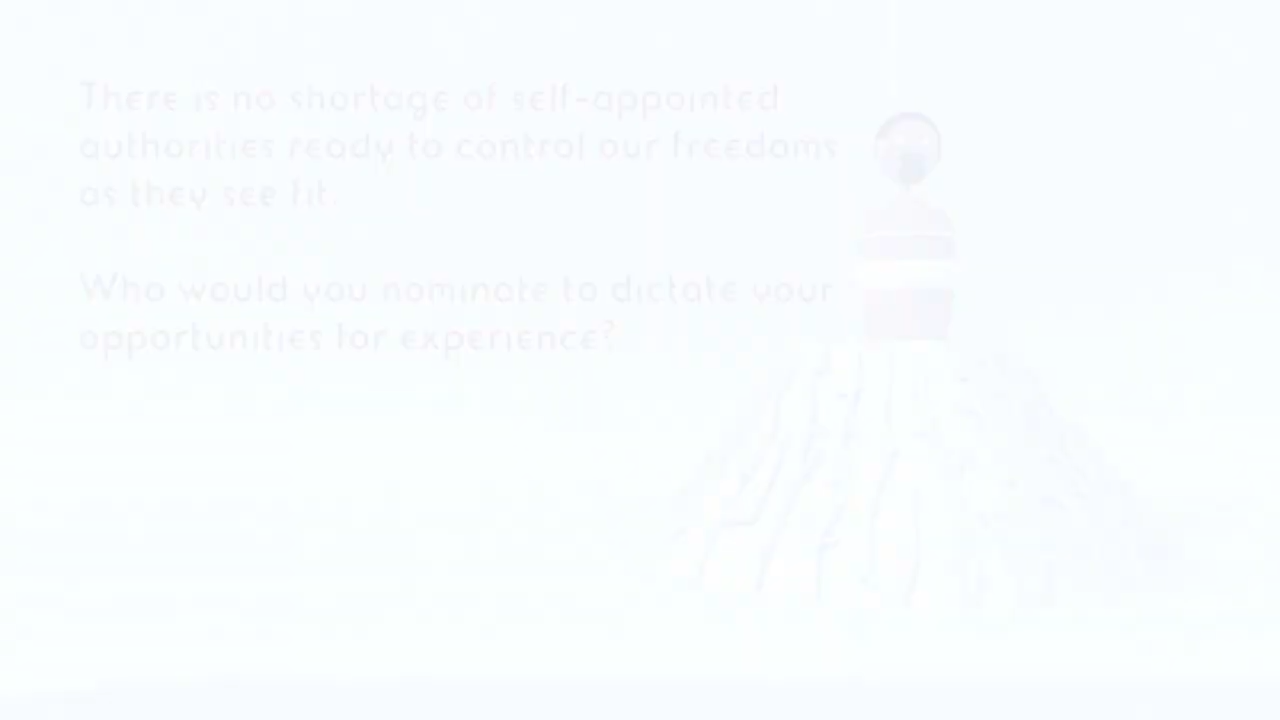 There is no shortage of self-appointed
authorities ready to control our freedoms
as they see fit.
Who would you nominate to dictate your
opportunities for experience?